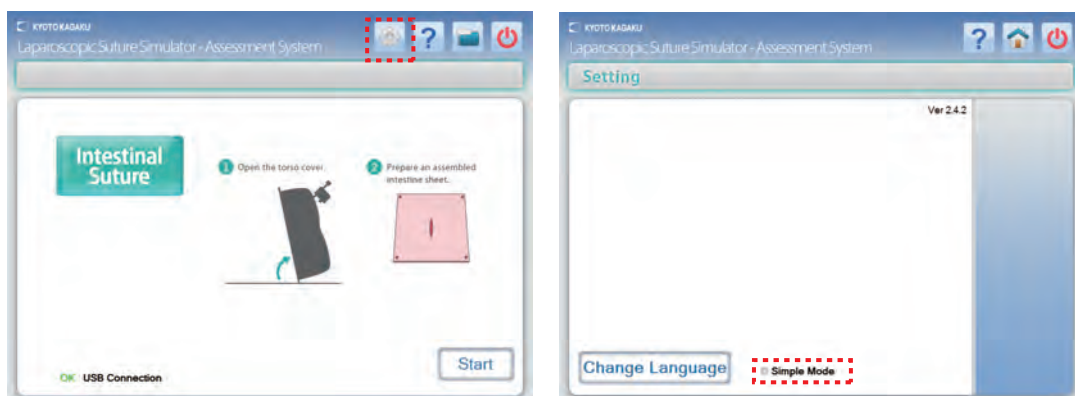 KYOTO KAGAKU
Laparoscopic Suture Simulator - Assessment System
?
Intestinal
Suture
1 Open the torso cover.
2 Prepare an assembled
intestine sheet.
Start
OK USB Connection
KYOTO KAGAKU
Laparoscopic Suture Simulator - Assessment System
?
Setting
Ver 2.4.2
Change Language
Simple Mode